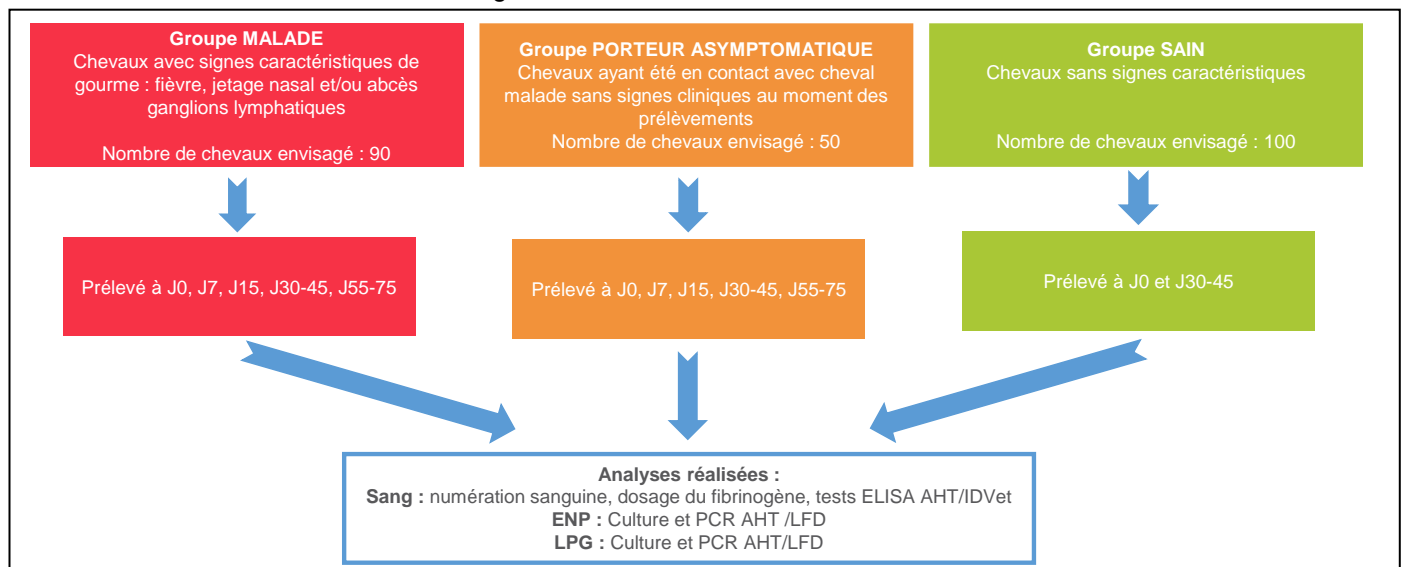 Groupe MALADE
Chevaux avec signes caractéristiques de
gourme : fièvre, jetage nasal et/ou abcès
ganglions lymphatiques
Nombre de chevaux envisagé : 90
Groupe PORTEUR ASYMPTOMATIQUE
Chevaux ayant été en contact avec cheval
malade sans signes cliniques au moment des
prélèvements
Nombre de chevaux envisagé : 50
Groupe SAIN
Chevaux sans signes caractéristiques
Nombre de chevaux envisagé : 100
Prélevé à J0, J7, J15, J30-45, J55-75
Prélevé à J0, J7, J15, J30-45, J55-75
Prélevé à J0 et J30-45
Analyses réalisées :
Sang : numération sanguine, dosage du fibrinogène, tests ELISA AHT/IDVet
ENP : Culture et PCR AHT /LFD
LPG : Culture et PCR AHT/LFD